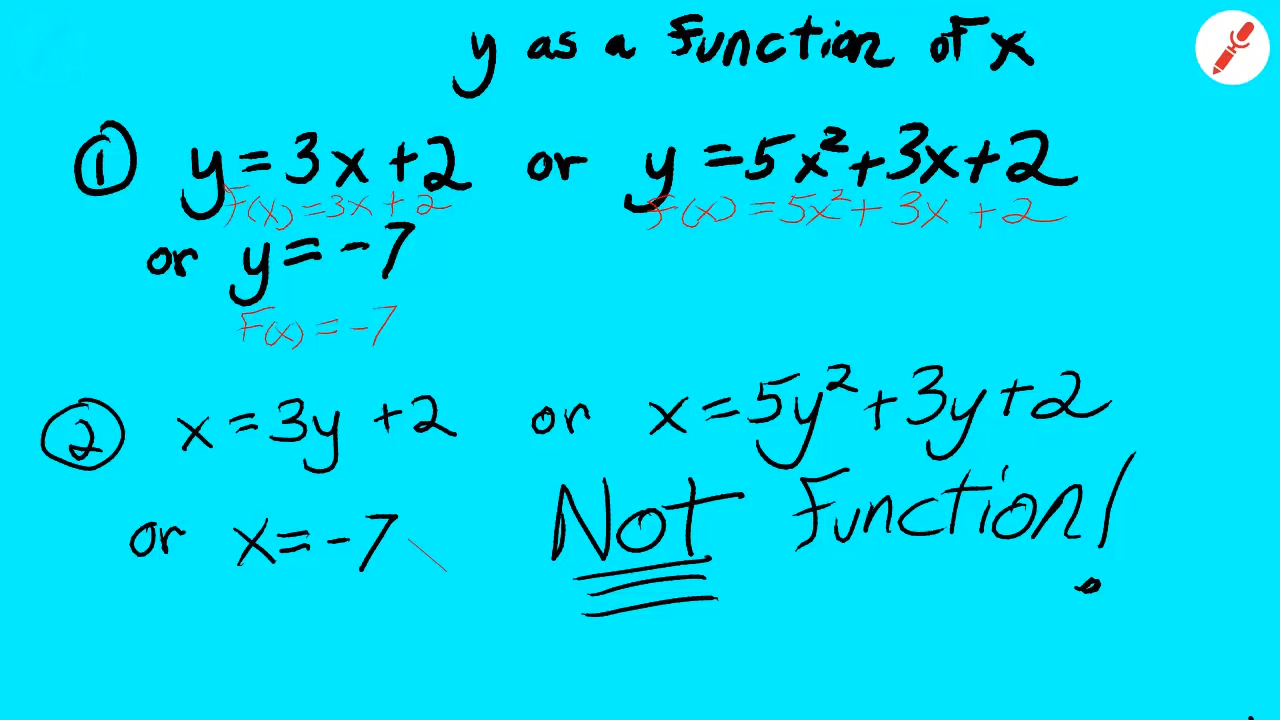 y as a function of x
① y = 3x + 2 or y = 5x² + 3x + 2
F(x) = 3x + 2 F(x) = 5x² + 3x + 2
or y = -7
F(x) = -7
② x = 3y + 2 or x = 5y² + 3y + 2
or x = -7 Not Function!